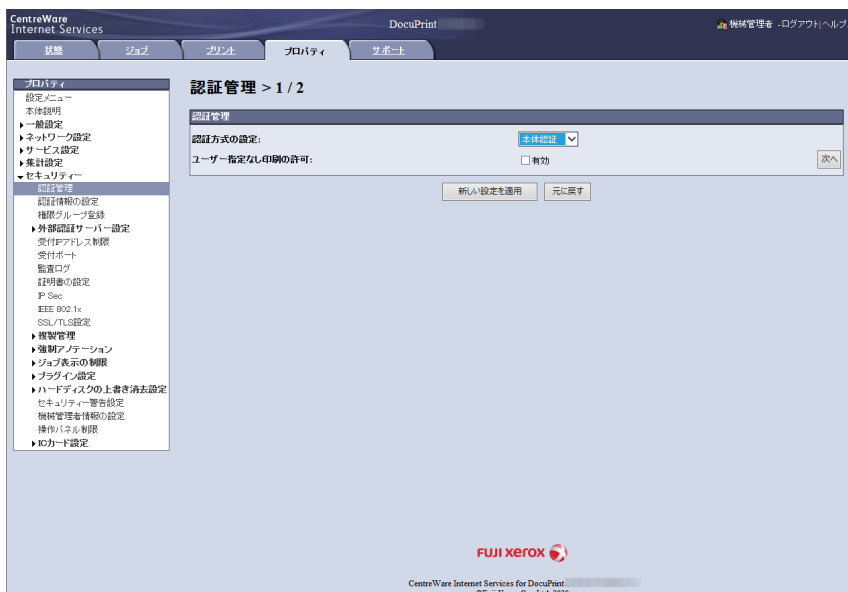 CentreWare
Internet Services
DocuPrint
機械管理者 -ログアウト|ヘルプ
状態
ジョブ
プリント
プロパティ
サポート
プロパティ
設定メニュー
本体説明
一般設定
ネットワーク設定
サービス設定
集計設定
セキュリティー
認証管理
認証情報の設定
権限グループ登録
外部認証サーバー設定
受付IPアドレス制限
受付ポート
監査ログ
証明書の設定
IP Sec
IEEE 802.1x
SSL/TLS設定
複製管理
強制アノテーション
ジョブ表示の制限
プラグイン設定
ハードディスクの上書き消去設定
セキュリティー警告設定
機械管理者情報の設定
操作パネル制限
ICカード設定
認証管理 > 1 / 2
認証管理
認証方式の設定:
本体認証
ユーザー指定なし印刷の許可:
有効
次へ
新しい設定を適用
元に戻す
FUJI xerox
CentreWare Internet Services for DocuPrint